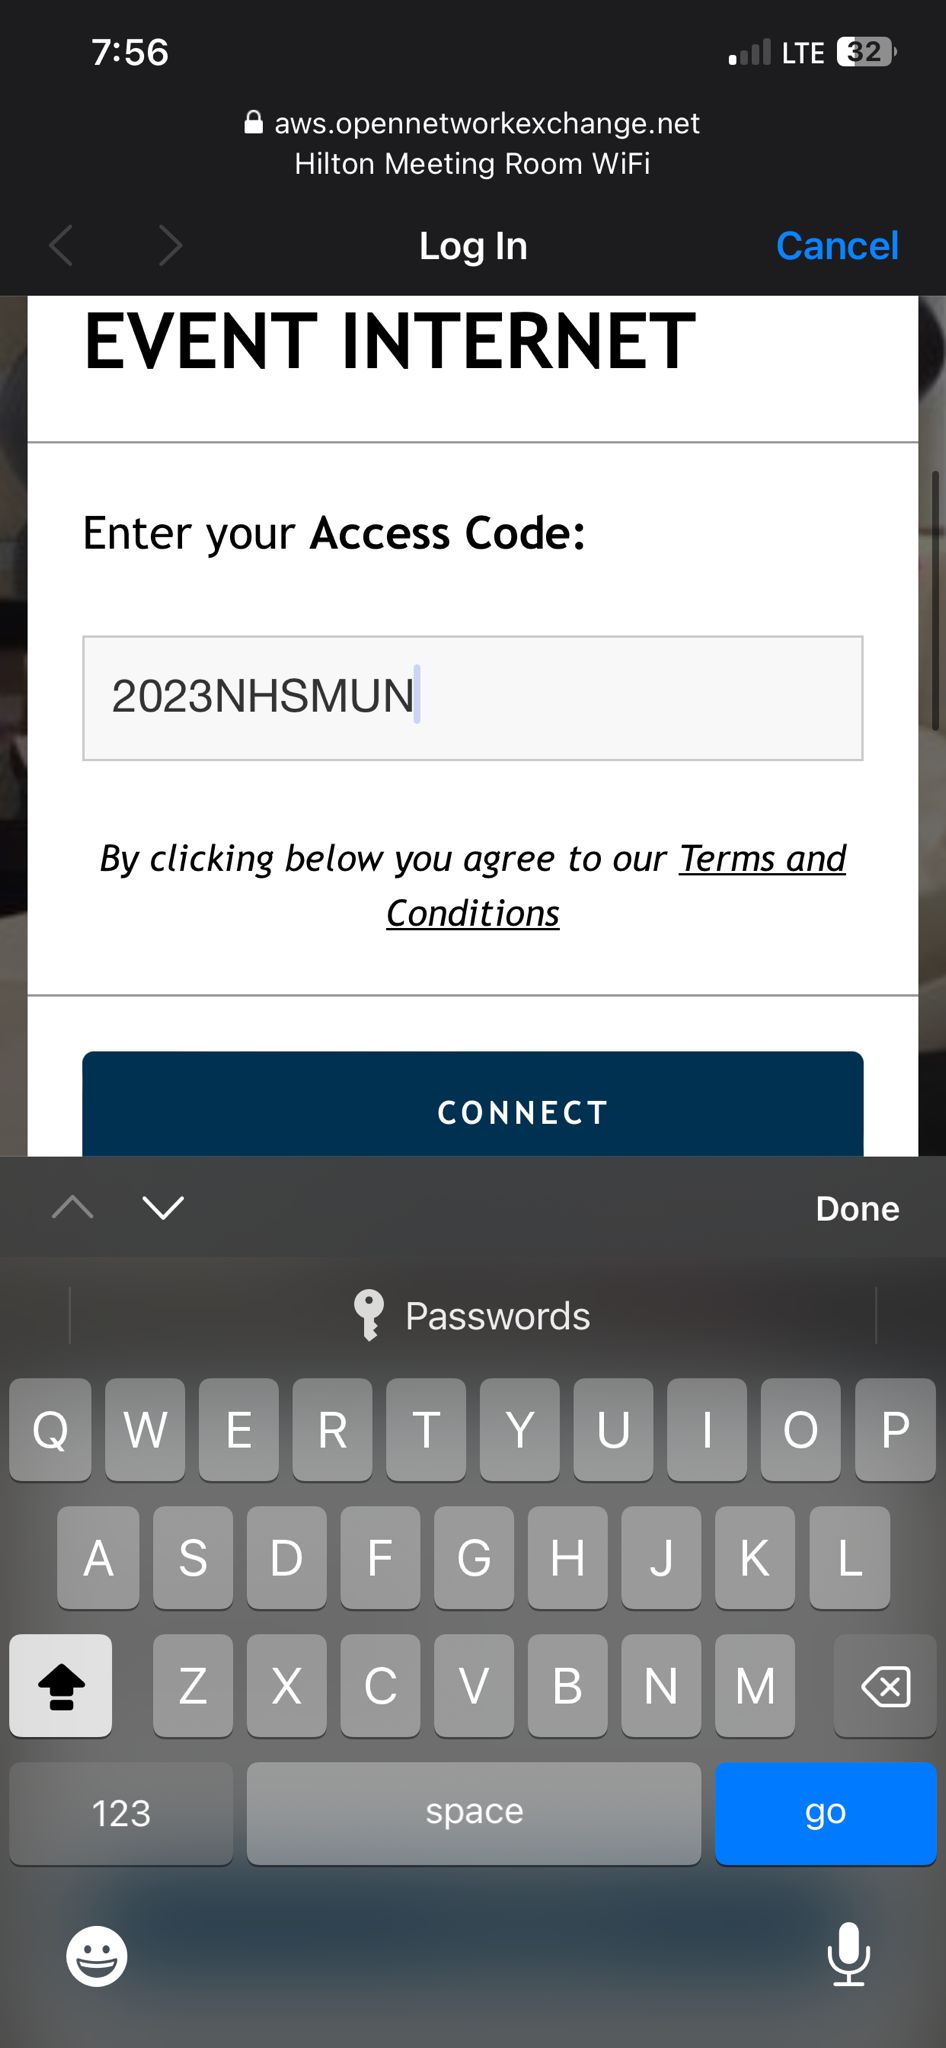 7:56
LTE 32
aws.opennetworkexchange.net
Hilton Meeting Room WiFi
Log In Cancel
EVENT INTERNET
Enter your Access Code:
2023NHSMUN
By clicking below you agree to our Terms and
Conditions
CONNECT
Done
Passwords
Q W E R T Y U I O P
A S D F G H J K L
Z X C V B N M
123 space go